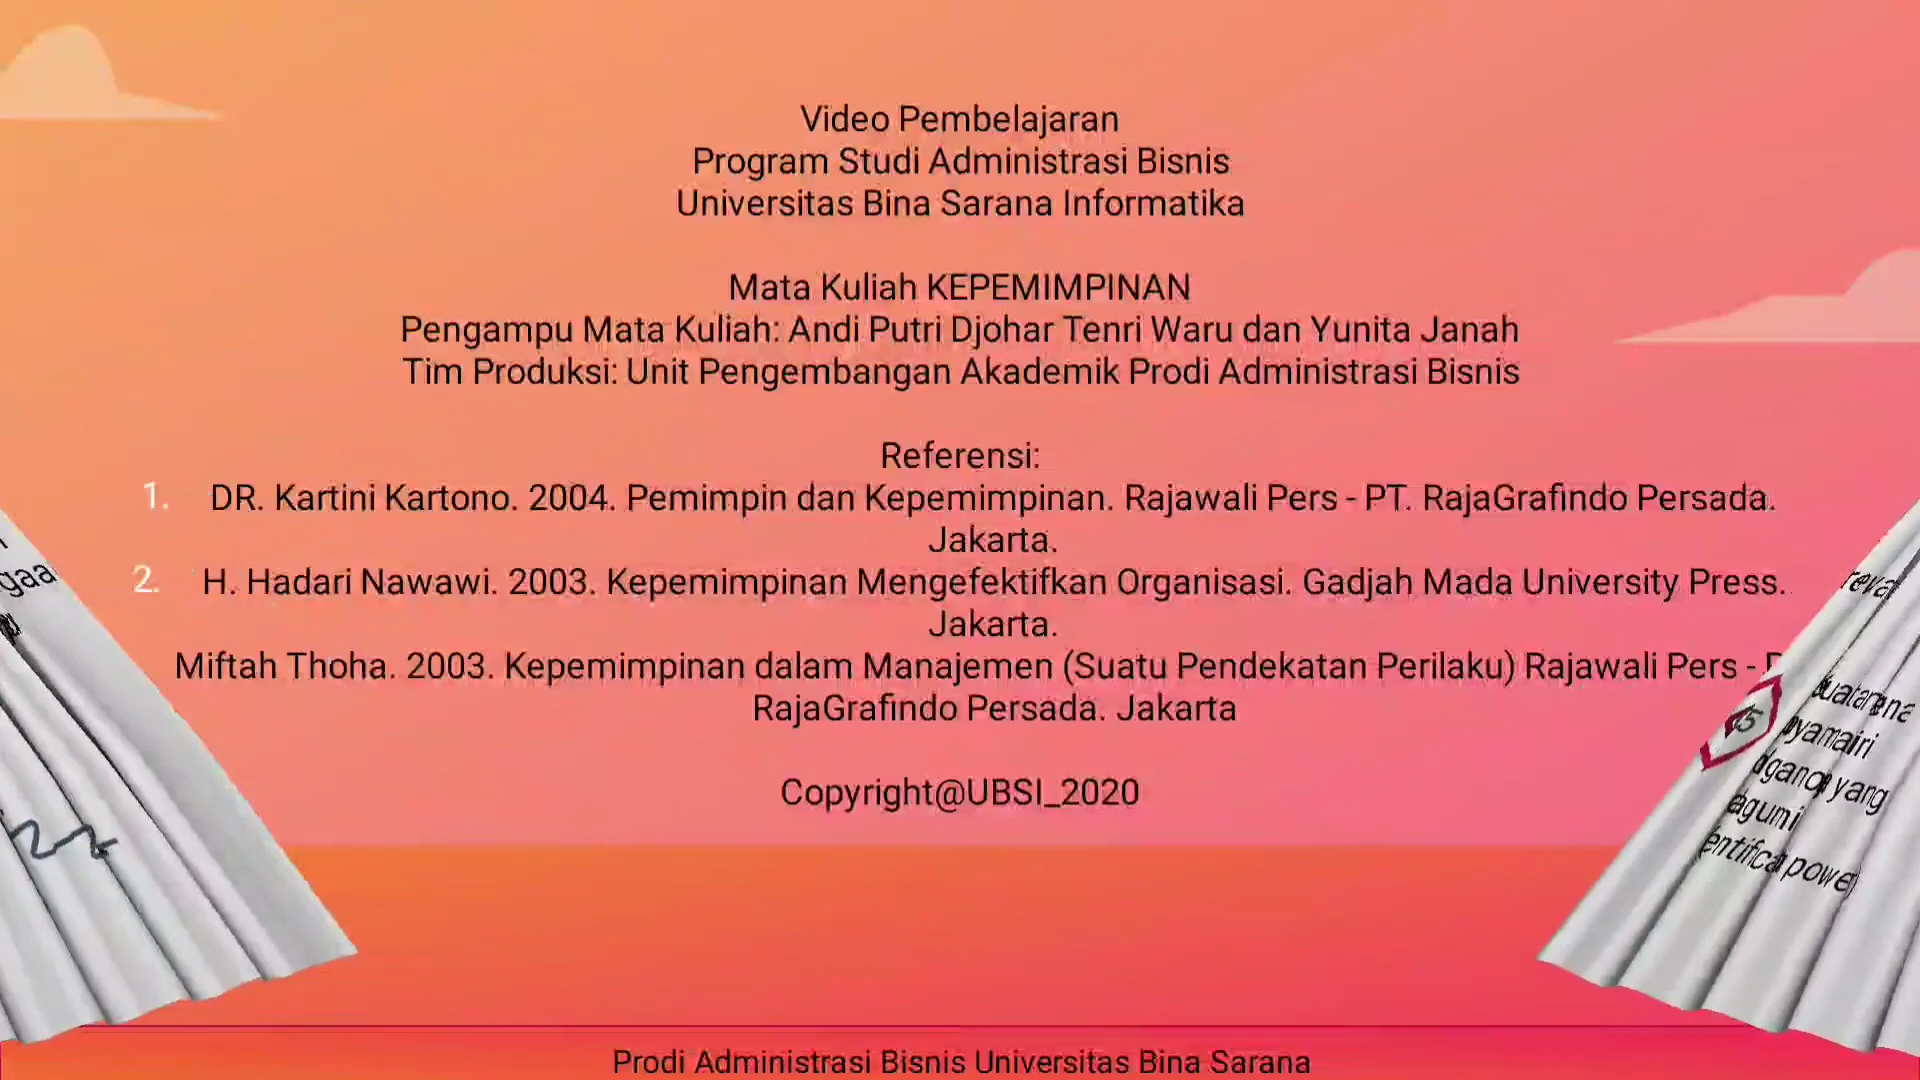 Video Pembelajaran
Program Studi Administrasi Bisnis
Universitas Bina Sarana Informatika
Mata Kuliah KEPEMIMPINAN
Pengampu Mata Kuliah: Andi Putri Djohar Tenri Waru dan Yunita Janah
Tim Produksi: Unit Pengembangan Akademik Prodi Administrasi Bisnis
Referensi:
1. DR. Kartini Kartono. 2004. Pemimpin dan Kepemimpinan. Rajawali Pers - PT. RajaGrafindo Persada.
Jakarta.
2. H. Hadari Nawawi. 2003. Kepemimpinan Mengefektifkan Organisasi. Gadjah Mada University Press.
Jakarta.
Miftah Thoha. 2003. Kepemimpinan dalam Manajemen (Suatu Pendekatan Perilaku) Rajawali Pers -
RajaGrafindo Persada. Jakarta
Copyright@UBSI_2020
yang
power
Prodi Administrasi Bisnis Universitas Bina Sarana